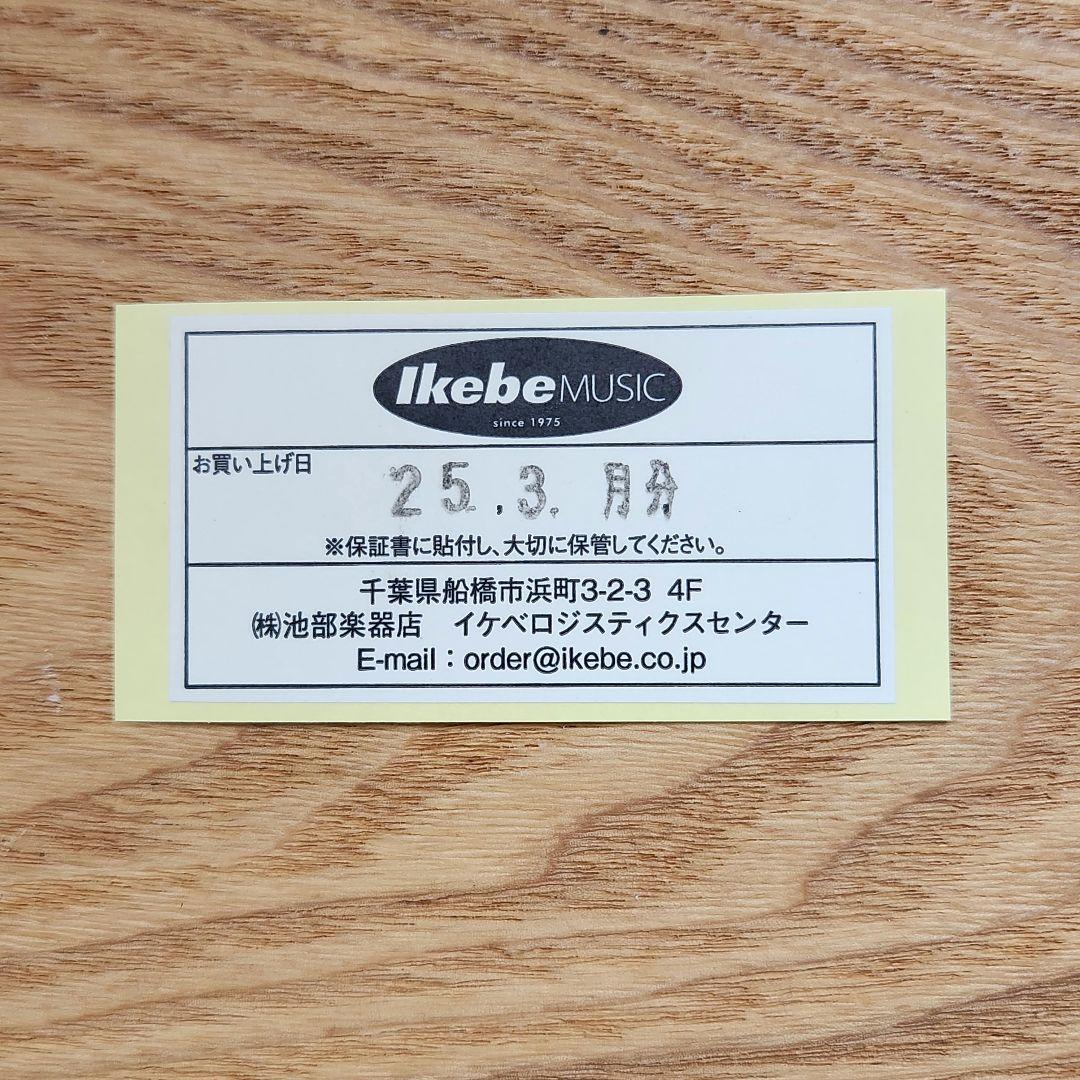 Ikebe MUSIC
since 1975
お買い上げ日
25.3.月分
※保証書に貼付し、大切に保管してください。
千葉県船橋市浜町3-2-3 4F
㈱池部楽器店 イケベロジスティクスセンター
E-mail：order@ikebe.co.jp